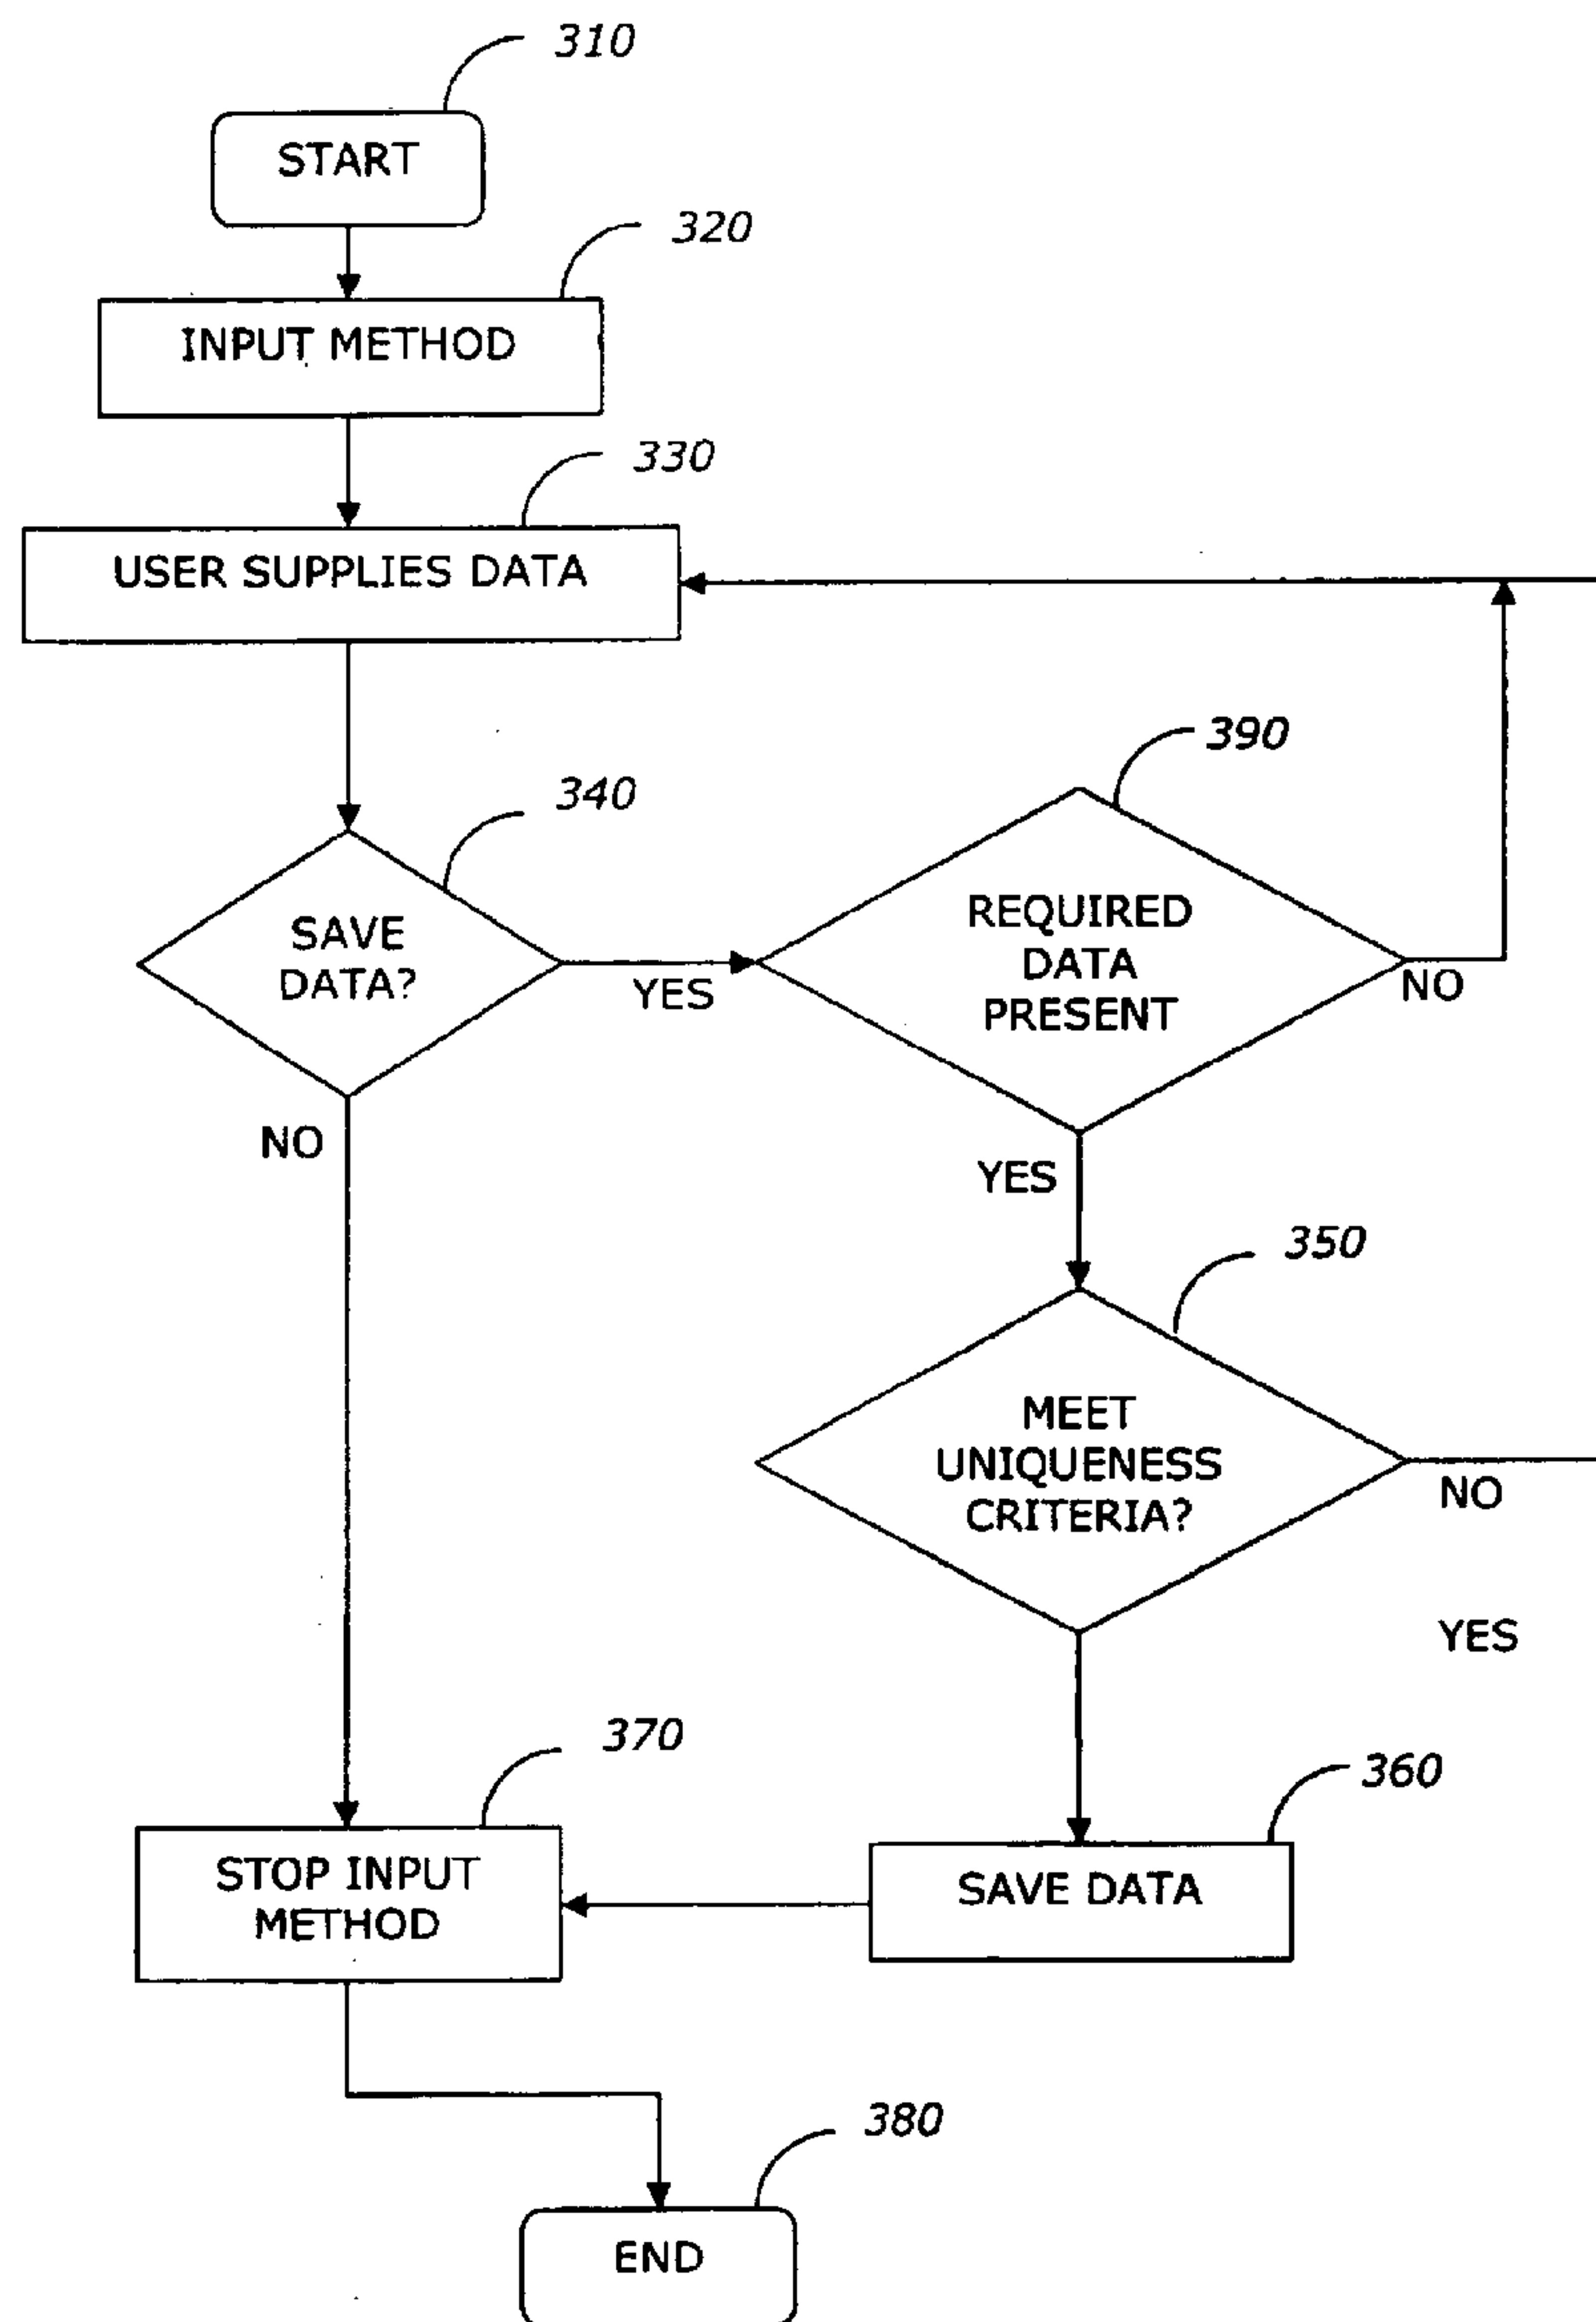 310
START
320
INPUT METHOD
330
USER SUPPLIES DATA
340
SAVE
DATA?
YES
NO
390
REQUIRED
DATA
PRESENT
NO
YES
350
MEET
UNIQUENESS
CRITERIA?
NO
YES
370
STOP INPUT
METHOD
360
SAVE DATA
380
END